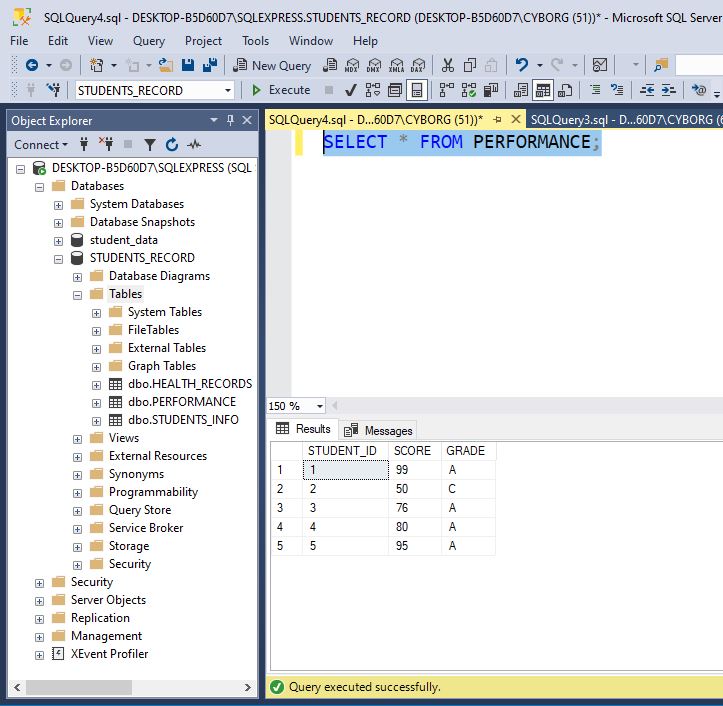 SQLQuery4.sql - DESKTOP-B5D60D7\SQLEXPRESS.STUDENTS_RECORD (DESKTOP-B5D60D7\CYBORG (51))* - Microsoft SQL Server
File Edit View Query Project Tools Window Help
New Query MDX DMX XMLA DAX
STUDENTS_RECORD Execute
Object Explorer
SQLQuery4.sql - D...60D7\CYBORG (51))* SQLQuery3.sql - D...60D7\CYBORG (6
Connect
SELECT * FROM PERFORMANCE;
DESKTOP-B5D60D7\SQLEXPRESS (SQL S
Databases
System Databases
Database Snapshots
student_data
STUDENTS_RECORD
Database Diagrams
Tables
System Tables
FileTables
External Tables
Graph Tables
dbo.HEALTH_RECORDS
dbo.PERFORMANCE
dbo.STUDENTS_INFO
Views
External Resources
Synonyms
Programmability
Query Store
Service Broker
Storage
Security
Security
Server Objects
Replication
Management
XEvent Profiler
150 %
Results Messages
STUDENT_ID SCORE GRADE
1 1 99 A
2 2 50 C
3 3 76 A
4 4 80 A
5 5 95 A
Query executed successfully.